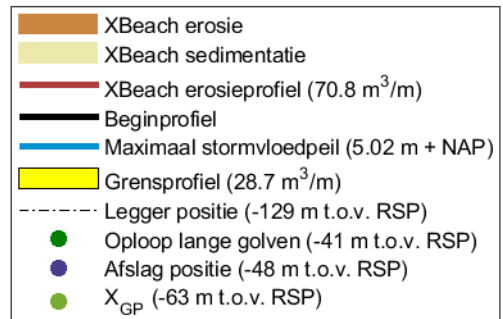 XBeach erosie
XBeach sedimentatie
XBeach erosieprofiel (70.8 m³/m)
Beginprofiel
Maximaal stormvloedpeil (5.02 m + NAP)
Grensprofiel (28.7 m³/m)
Legger positie (-129 m t.o.v. RSP)
Oploop lange golven (-41 m t.o.v. RSP)
Afslag positie (-48 m t.o.v. RSP)
X_GP (-63 m t.o.v. RSP)